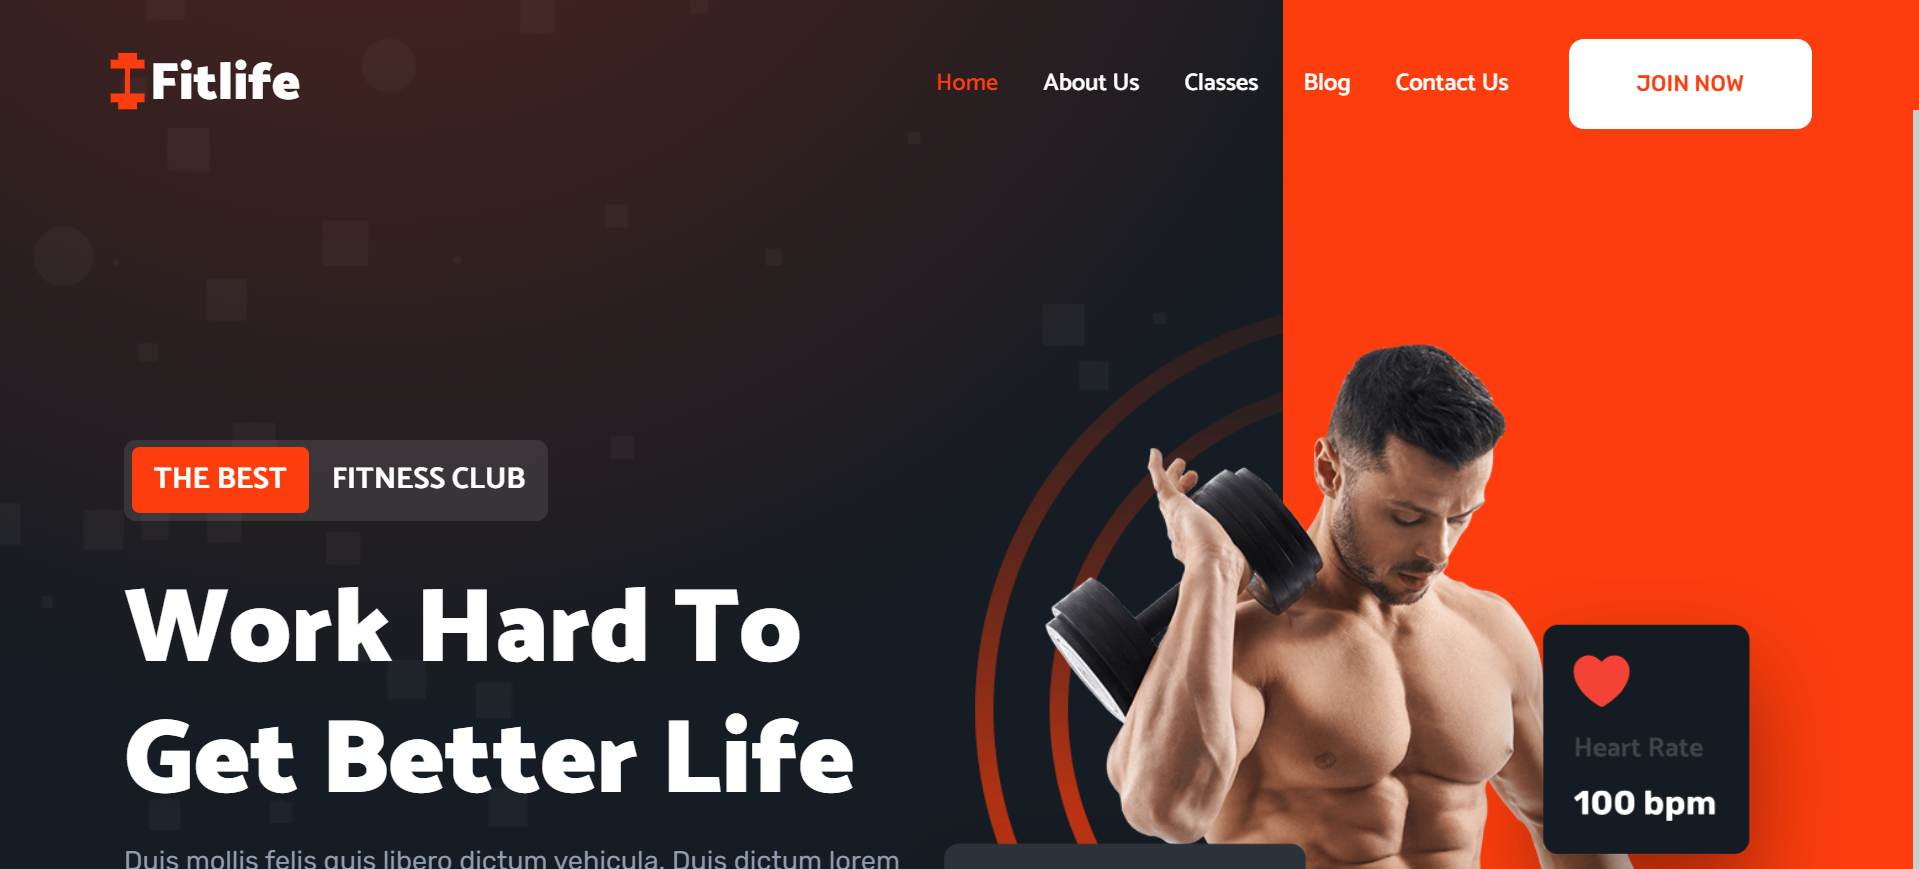 Fitlife
Home About Us Classes Blog Contact Us JOIN NOW
THE BEST FITNESS CLUB
Work Hard To
Get Better Life
Duis mollis felis quis libero dictum vehicula. Duis dictum lorem
Heart Rate
100 bpm